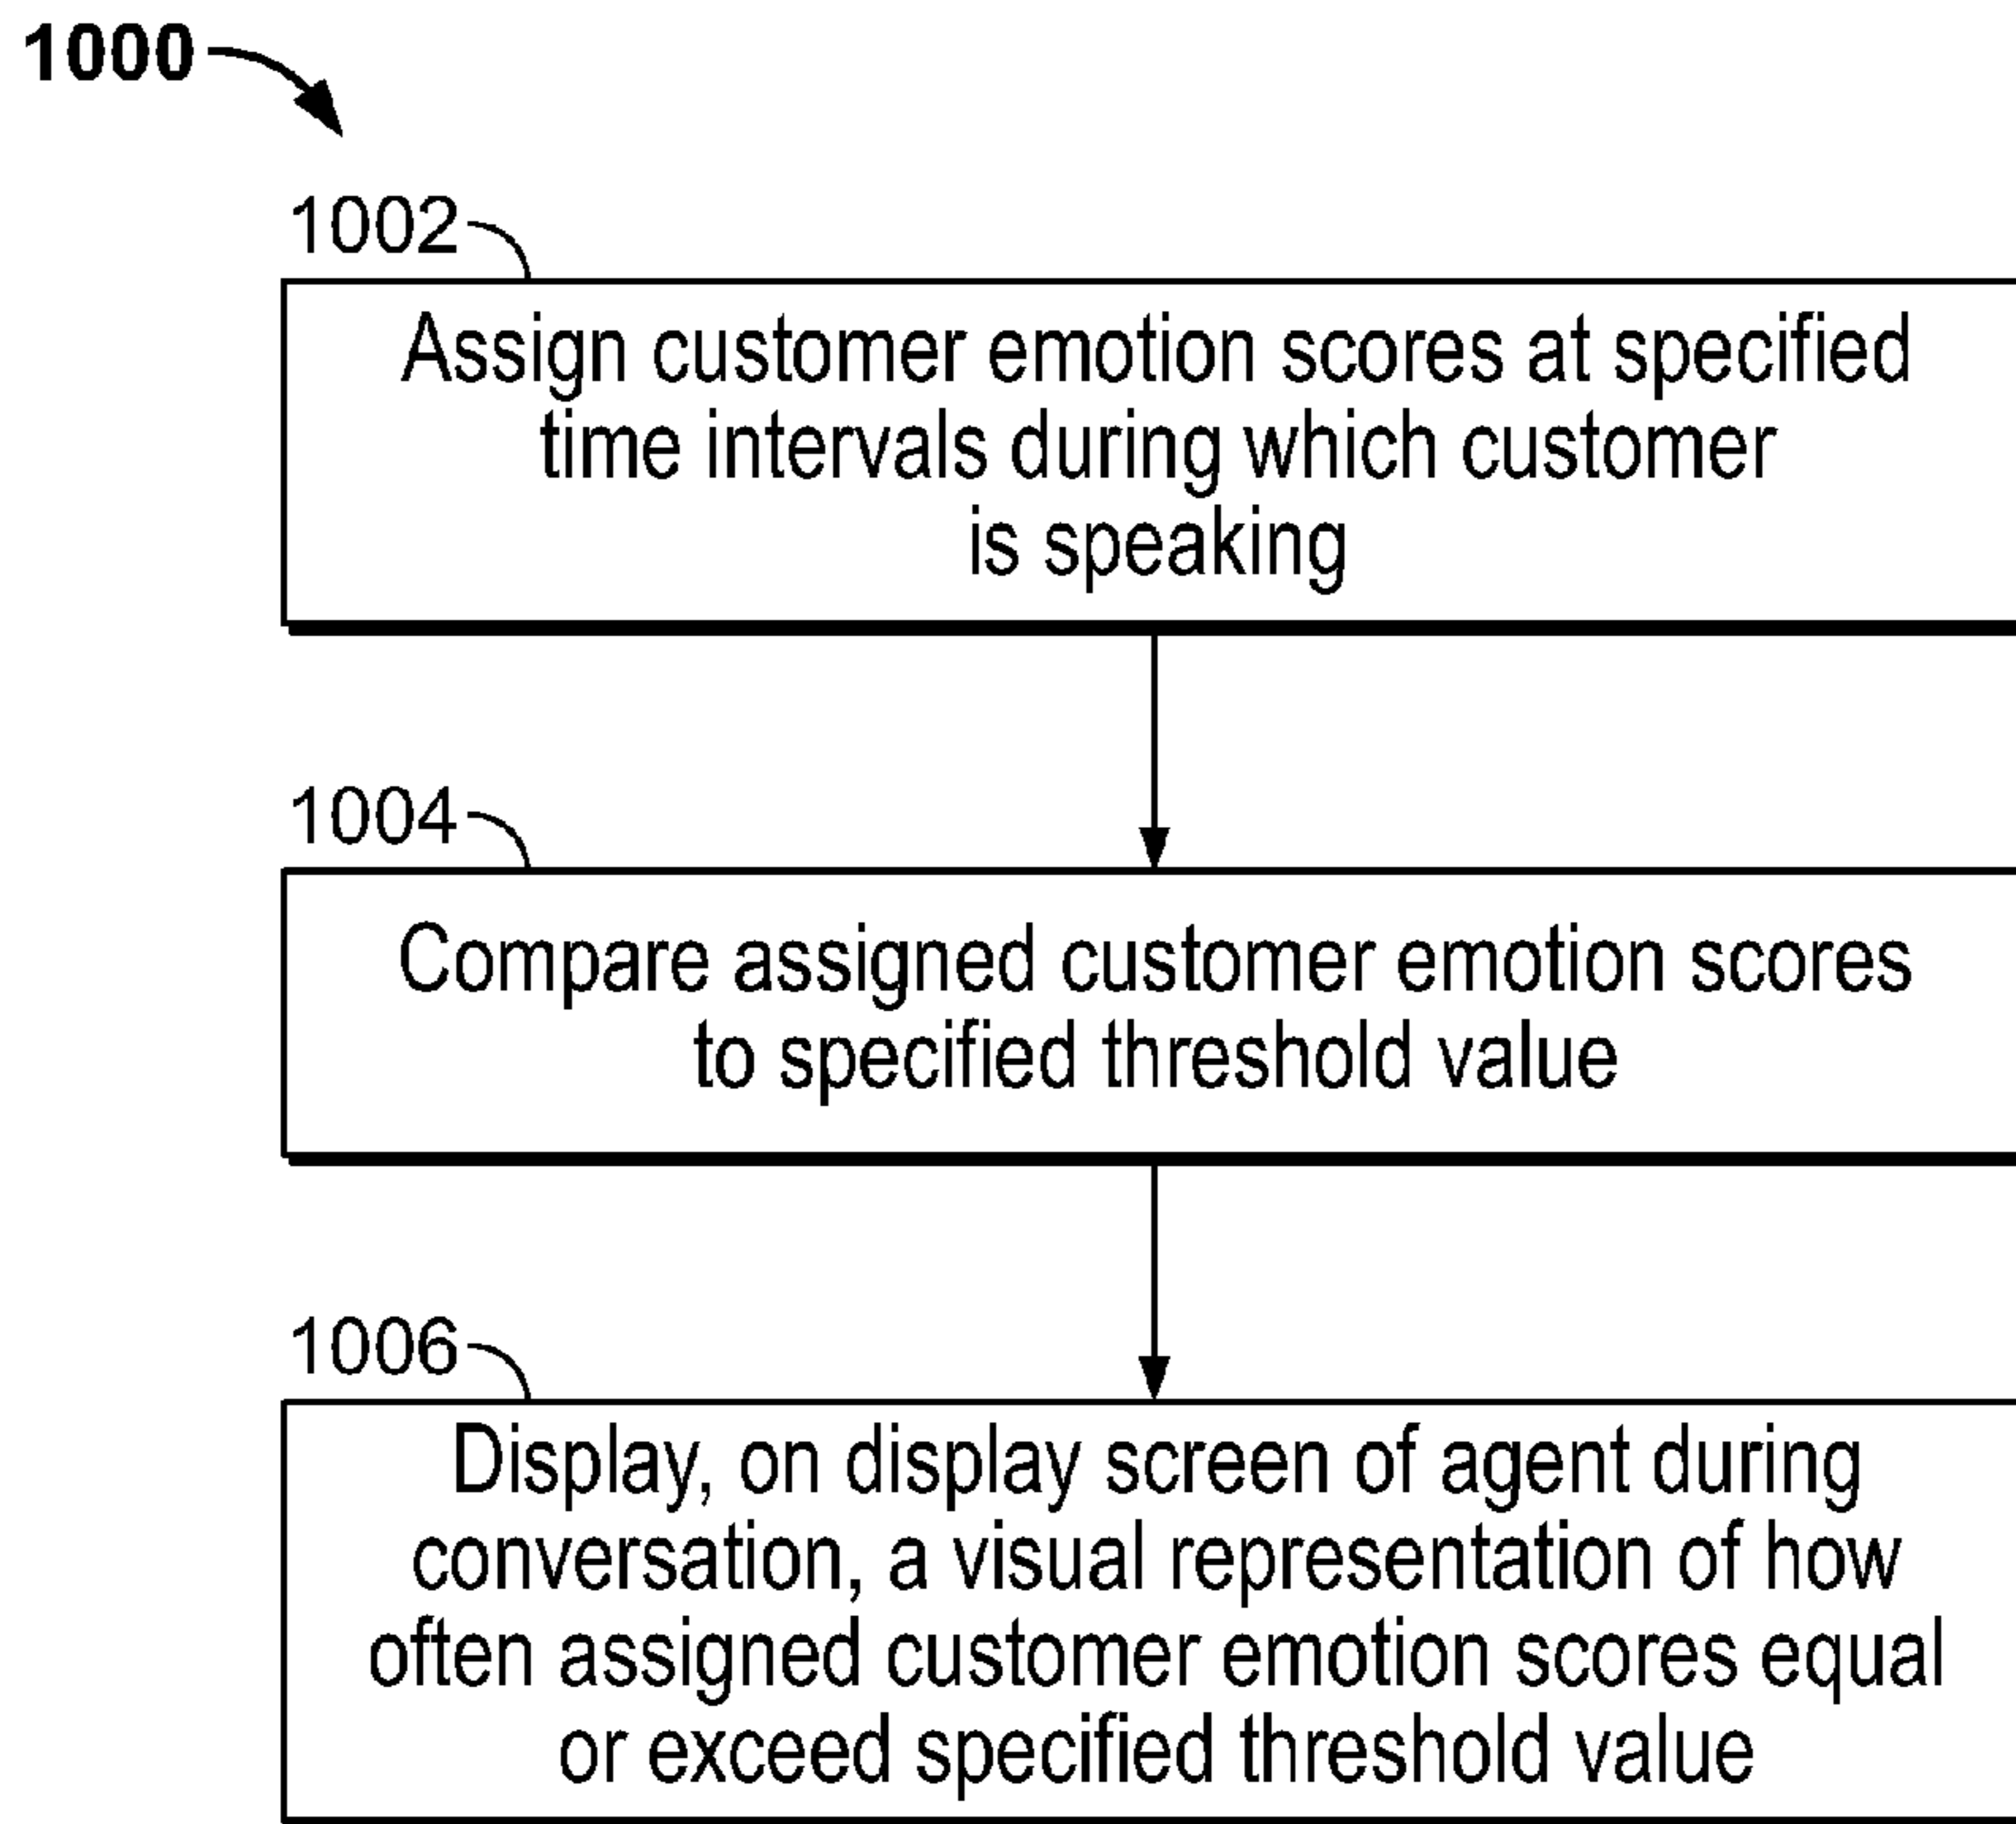 1000
1002
Assign customer emotion scores at specified
time intervals during which customer
is speaking
1004
Compare assigned customer emotion scores
to specified threshold value
1006
Display, on display screen of agent during
conversation, a visual representation of how
often assigned customer emotion scores equal
or exceed specified threshold value